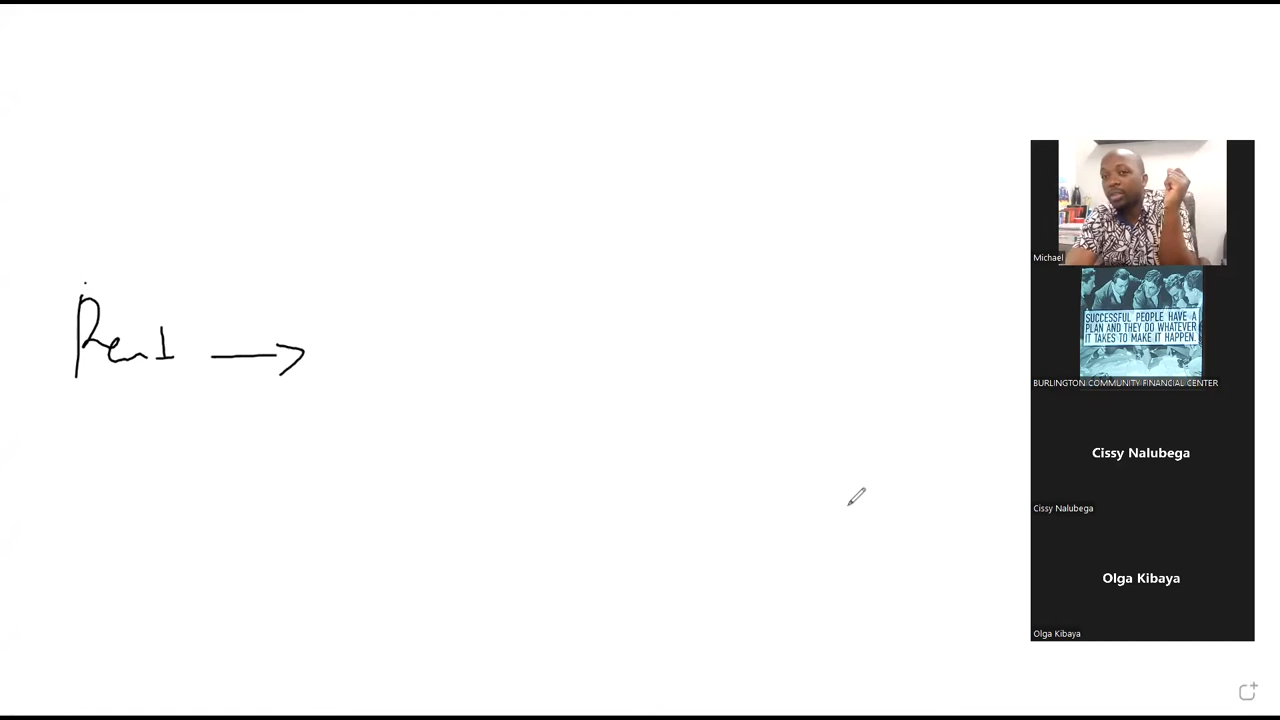 Rent →
Michael
SUCCESSFUL PEOPLE HAVE A
PLAN AND THEY DO WHATEVER
IT TAKES TO MAKE IT HAPPEN.
BURLINGTON COMMUNITY FINANCIAL CENTER
Cissy Nalubega
Cissy Nalubega
Olga Kibaya
Olga Kibaya